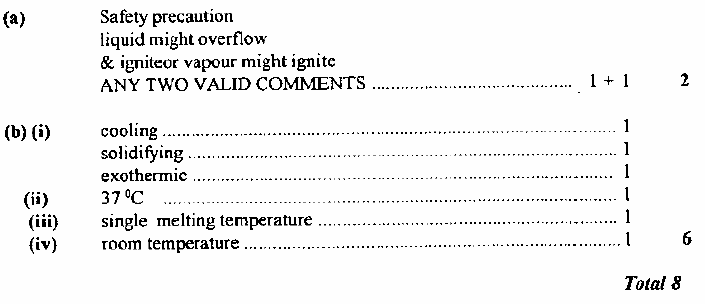 (a) Safety precaution
liquid might overflow
& igniteor vapour might ignite
ANY TWO VALID COMMENTS ........................................ 1 + 1 2
(b) (i) cooling ........................................ 1
solidifying ........................................ 1
exothermic ........................................ 1
(ii) 37 °C ........................................ 1
(iii) single melting temperature ........................................ 1
(iv) room temperature ........................................ 1 6
Total 8